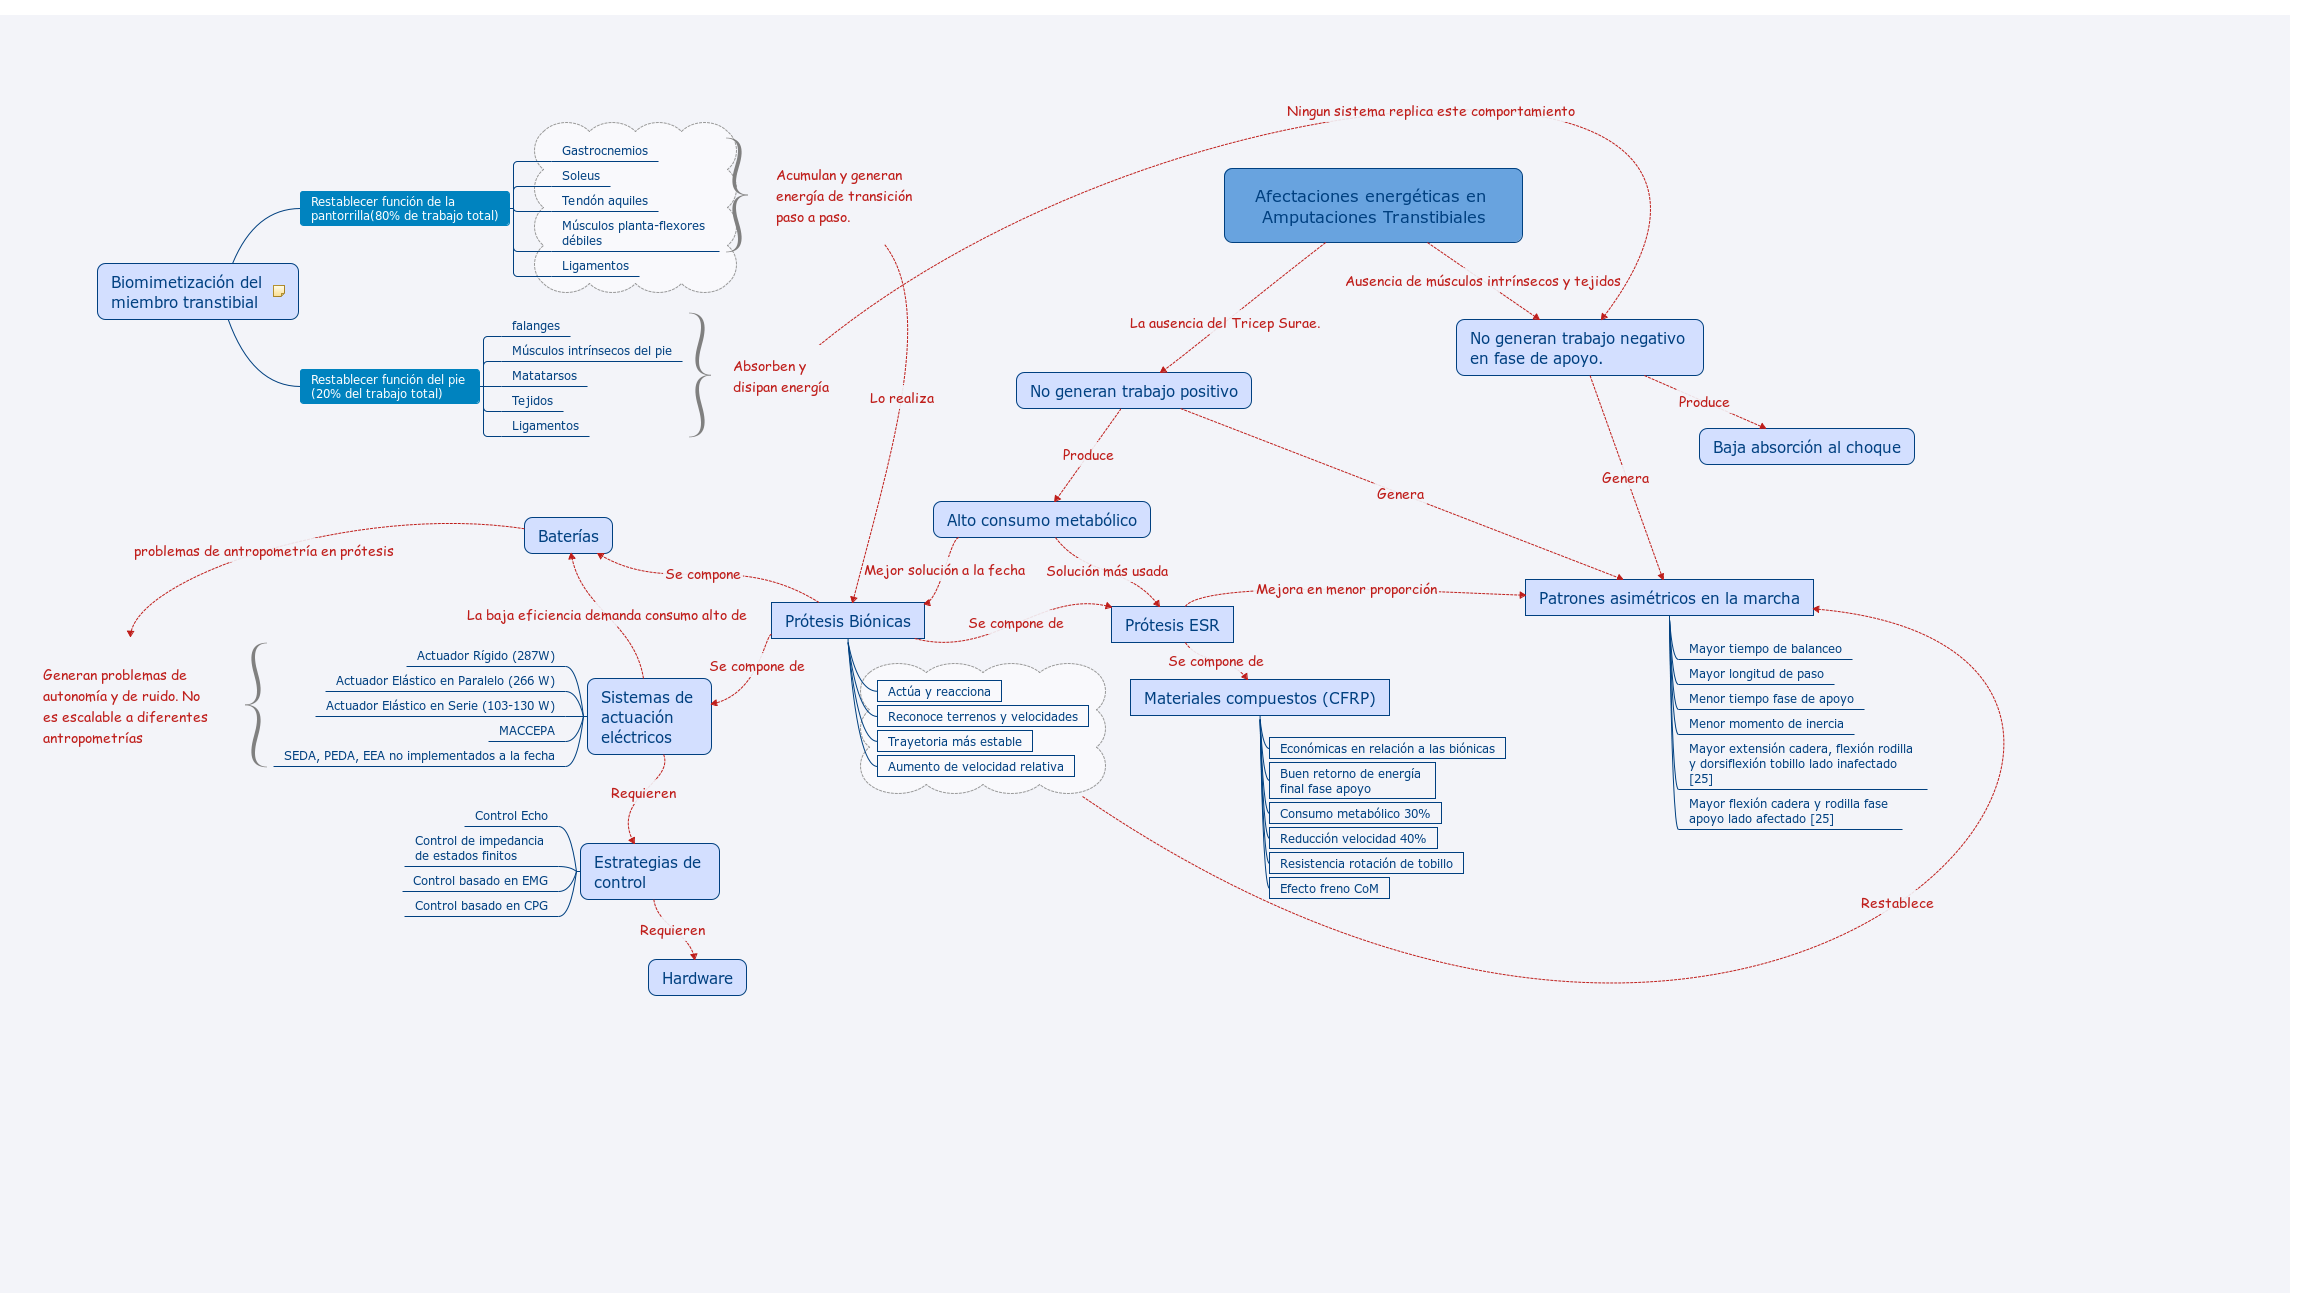 Ningun sistema replica este comportamiento
Gastrocnemios
Soleus
Tendón aquiles
Músculos planta-flexores
débiles
Ligamentos
Acumulan y generan
energía de transición
paso a paso.
Restablecer función de la
pantorrilla(80% de trabajo total)
Afectaciones energéticas en
Amputaciones Transtibiales
Biomimetización del
miembro transtibial
Ausencia de músculos intrínsecos y tejidos
La ausencia del Tricep Surae.
falanges
Músculos intrínsecos del pie
Matatarsos
Tejidos
Ligamentos
Restablecer función del pie
(20% del trabajo total)
Absorben y
disipan energía
Lo realiza
No generan trabajo negativo
en fase de apoyo.
No generan trabajo positivo
Produce
Baja absorción al choque
Produce
Genera
Genera
Alto consumo metabólico
Baterías
problemas de antropometría en prótesis
Se compone
Mejor solución a la fecha
Solución más usada
Mejora en menor proporción
Patrones asimétricos en la marcha
La baja eficiencia demanda consumo alto de
Prótesis Biónicas
Se compone de
Prótesis ESR
Se compone de
Se compone de
Generan problemas de
autonomía y de ruido. No
es escalable a diferentes
antropometrías
Actuador Rígido (287W)
Actuador Elástico en Paralelo (266 W)
Actuador Elástico en Serie (103-130 W)
MACCEPA
SEDA, PEDA, EEA no implementados a la fecha
Sistemas de
actuación
eléctricos
Actúa y reacciona
Reconoce terrenos y velocidades
Trayetoria más estable
Aumento de velocidad relativa
Materiales compuestos (CFRP)
Económicas en relación a las biónicas
Buen retorno de energía
final fase apoyo
Consumo metabólico 30%
Reducción velocidad 40%
Resistencia rotación de tobillo
Efecto freno CoM
Mayor tiempo de balanceo
Mayor longitud de paso
Menor tiempo fase de apoyo
Menor momento de inercia
Mayor extensión cadera, flexión rodilla
y dorsiflexión tobillo lado inafectado
[25]
Mayor flexión cadera y rodilla fase
apoyo lado afectado [25]
Requieren
Control Echo
Control de impedancia
de estados finitos
Control basado en EMG
Control basado en CPG
Estrategias de
control
Restablece
Requieren
Hardware